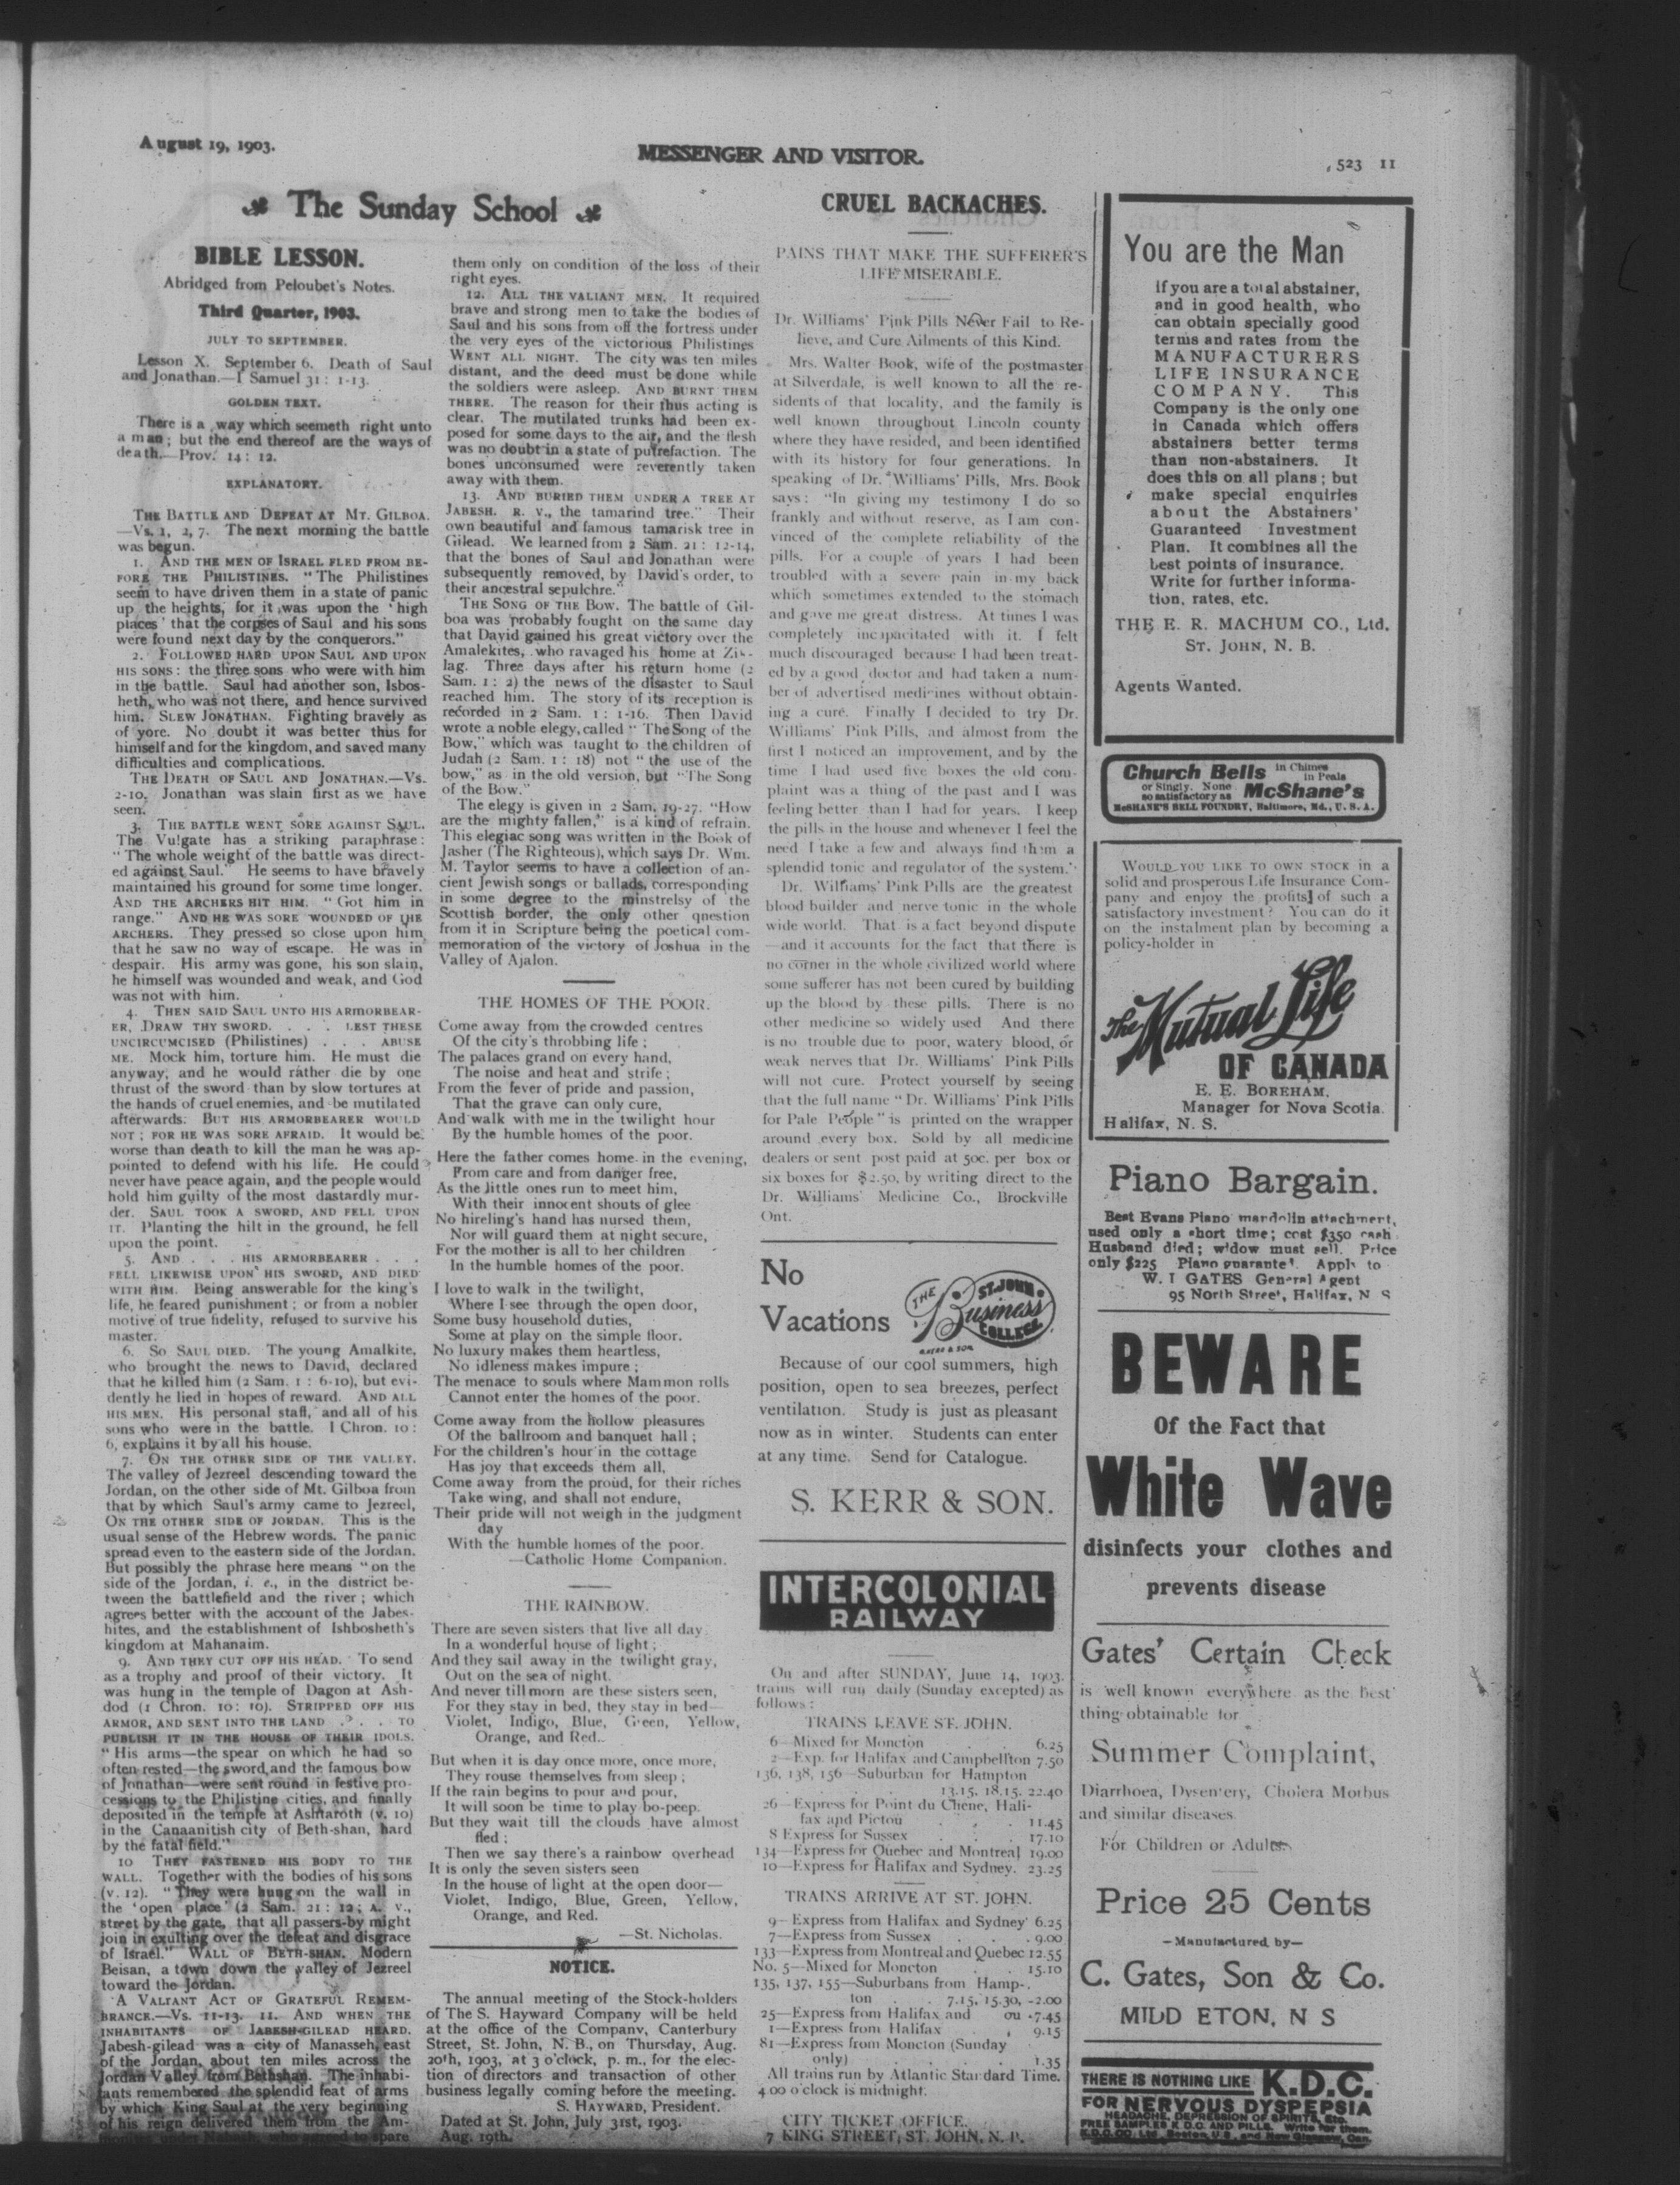 August 19, 1903.
MESSENGER AND VISITOR.
523 11
The Sunday School
BIBLE LESSON.
Abridged from Peloubet's Notes.
Third Quarter, 1903.
JULY TO SEPTEMBER.
Lesson X. September 6. Death of Saul
and Jonathan.—I Samuel 31: 1-13.
GOLDEN TEXT.
There is a way which seemeth right unto
a man; but the end thereof are the ways of
death.—Prov. 14: 12.
EXPLANATORY.
THE BATTLE AND DEFEAT AT MT. GILBOA.
—Vs. 1, 2, 7. The next morning the battle
was begun.
1. AND THE MEN OF ISRAEL FLED FROM BE-
FORE THE PHILISTINES. "The Philistines
seem to have driven them in a state of panic
up the heights, for it was upon the 'high
places' that the corpses of Saul and his sons
were found next day by the conquerors."
2. FOLLOWED HARD UPON SAUL AND UPON
HIS SONS: the three sons who were with him
in the battle. Saul had another son, Isbos-
heth, who was not there, and hence survived
him. SLEW JONATHAN. Fighting bravely as
of yore. No doubt it was better thus for
himself and for the kingdom, and saved many
difficulties and complications.
THE DEATH OF SAUL AND JONATHAN.—Vs.
2-10. Jonathan was slain first as we have
seen.
3. THE BATTLE WENT SORE AGAINST SAUL.
The Vulgate has a striking paraphrase:
"The whole weight of the battle was direct-
ed against Saul." He seems to have bravely
maintained his ground for some time longer.
AND THE ARCHERS HIT HIM. "Got him in
range." AND HE WAS SORE WOUNDED OF THE
ARCHERS. They pressed so close upon him
that he saw no way of escape. He was in
despair. His army was gone, his son slain,
he himself was wounded and weak, and God
was not with him.
4. THEN SAID SAUL UNTO HIS ARMORBEAR-
ER, DRAW THY SWORD. . . . LEST THESE
UNCIRCUMCISED (Philistines) . . . ABUSE
ME. Mock him, torture him. He must die
anyway, and he would rather die by one
thrust of the sword than by slow tortures at
the hands of cruel enemies, and be mutilated
afterwards. BUT HIS ARMORBEARER WOULD
NOT; FOR HE WAS SORE AFRAID. It would be
worse than death to kill the man he was ap-
pointed to defend with his life. He could
never have peace again, and the people would
hold him guilty of the most dastardly mur-
der. SAUL TOOK A SWORD, AND FELL UPON
IT. Planting the hilt in the ground, he fell
upon the point.
5. AND . . . HIS ARMORBEARER . . .
FELL LIKEWISE UPON HIS SWORD, AND DIED
WITH HIM. Being answerable for the king's
life, he feared punishment; or from a nobler
motive of true fidelity, refused to survive his
master.
6. SO SAUL DIED. The young Amalkite,
who brought the news to David, declared
that he killed him (2 Sam. 1: 6-10), but evi-
dently he lied in hopes of reward. AND ALL
HIS MEN. His personal staff, and all of his
sons who were in the battle. I Chron. 10:
6, explains it by all his house.
7. ON THE OTHER SIDE OF THE VALLEY.
The valley of Jezreel descending toward the
Jordan, on the other side of Mt. Gilboa from
that by which Saul's army came to Jezreel,
ON THE OTHER SIDE OF JORDAN. This is the
usual sense of the Hebrew words. The panic
spread even to the eastern side of the Jordan.
But possibly the phrase here means "on the
side of the Jordan, i. e., in the district be-
tween the battlefield and the river; which
agrees better with the account of the Jabes-
hites, and the establishment of Ishbosheth's
kingdom at Mahanaim.
9. AND THEY CUT OFF HIS HEAD. To send
as a trophy and proof of their victory. It
was hung in the temple of Dagon at Ash-
dod (1 Chron. 10: 10). STRIPPED OFF HIS
ARMOR, AND SENT INTO THE LAND . . . TO
PUBLISH IT IN THE HOUSE OF THEIR IDOLS.
"His arms—the spear on which he had so
often rested—the sword and the famous bow
of Jonathan—were sent round in festive pro-
cessions to the Philistine cities, and finally
deposited in the temple at Ashtaroth (v. 10)
in the Canaanitish city of Beth-shan, hard
by the fatal field."
10 THEY FASTENED HIS BODY TO THE
WALL. Together with the bodies of his sons
(v. 12). "They were hung on the wall in
the 'open place' (2 Sam. 21: 12; A. V.,
street by the gate, that all passers-by might
join in exulting over the defeat and disgrace
of Israel." WALL OF BETH-SHAN. Modern
Beisan, a town down the valley of Jezreel
toward the Jordan.
A VALIANT ACT OF GRATEFUL REMEM-
BRANCE.—Vs. 11-13. 11. AND WHEN THE
INHABITANTS OF JABESH-GILEAD HEARD.
Jabesh-gilead was a city of Manasseh, east
of the Jordan, about ten miles across the
Jordan Valley from Bethshan. The inhabi-
tants remembered the splendid feat of arms
by which King Saul at the very beginning
of his reign delivered them from the Am-
monites under Nahash, who agreed to spare
them only on condition of the loss of their
right eyes.
12. ALL THE VALIANT MEN. It required
brave and strong men to take the bodies of
Saul and his sons from off the fortress under
the very eyes of the victorious Philistines
WENT ALL NIGHT. The city was ten miles
distant, and the deed must be done while
the soldiers were asleep. AND BURNT THEM
THERE. The reason for their thus acting is
clear. The mutilated trunks had been ex-
posed for some days to the air, and the flesh
was no doubt in a state of putrefaction. The
bones unconsumed were reverently taken
away with them.
13. AND BURIED THEM UNDER A TREE AT
JABESH. R. V., the tamarind tree." Their
own beautiful and famous tamarisk tree in
Gilead. We learned from 2 Sam. 21: 12-14,
that the bones of Saul and Jonathan were
subsequently removed, by David's order, to
their ancestral sepulchre."
THE SONG OF THE BOW. The battle of Gil-
boa was probably fought on the same day
that David gained his great victory over the
Amalekites, who ravaged his home at Zik-
lag. Three days after his return home (2
Sam. 1: 2) the news of the disaster to Saul
reached him. The story of its reception is
recorded in 2 Sam. 1: 1-16. Then David
wrote a noble elegy, called "The Song of the
Bow," which was taught to the children of
Judah (2 Sam. 1: 18) not "the use of the
bow," as in the old version, but "The Song
of the Bow."
The elegy is given in 2 Sam. 19-27. "How
are the mighty fallen," is a kind of refrain.
This elegiac song was written in the Book of
Jasher (The Righteous), which says Dr. Wm.
M. Taylor seems to have a collection of an-
cient Jewish songs or ballads, corresponding
in some degree to the minstrelsy of the
Scottish border, the only other qnestion
from it in Scripture being the poetical com-
memoration of the victory of Joshua in the
Valley of Ajalon.
THE HOMES OF THE POOR.
Come away from the crowded centres
Of the city's throbbing life;
The palaces grand on every hand,
The noise and heat and strife;
From the fever of pride and passion,
That the grave can only cure,
And walk with me in the twilight hour
By the humble homes of the poor.
Here the father comes home in the evening,
From care and from danger free,
As the little ones run to meet him,
With their innocent shouts of glee
No hireling's hand has nursed them,
Nor will guard them at night secure,
For the mother is all to her children
In the humble homes of the poor.
I love to walk in the twilight,
Where I see through the open door,
Some busy household duties,
Some at play on the simple floor.
No luxury makes them heartless,
No idleness makes impure;
The menace to souls where Mammon rolls
Cannot enter the homes of the poor.
Come away from the hollow pleasures
Of the ballroom and banquet hall;
For the children's hour in the cottage
Has joy that exceeds them all,
Come away from the proud, for their riches
Take wing, and shall not endure,
Their pride will not weigh in the judgment
day
With the humble homes of the poor.
—Catholic Home Companion.
THE RAINBOW.
There are seven sisters that live all day
In a wonderful house of light;
And they sail away in the twilight gray,
Out on the sea of night.
And never till morn are these sisters seen,
For they stay in bed, they stay in bed—
Violet, Indigo, Blue, Green, Yellow,
Orange, and Red..
But when it is day once more, once more,
They rouse themselves from sleep;
If the rain begins to pour and pour,
It will soon be time to play bo-peep.
But they wait till the clouds have almost
fled;
Then we say there's a rainbow overhead
It is only the seven sisters seen
In the house of light at the open door—
Violet, Indigo, Blue, Green, Yellow,
Orange, and Red.
—St. Nicholas.
NOTICE.
The annual meeting of the Stock-holders
of The S. Hayward Company will be held
at the office of the Company, Canterbury
Street, St. John, N. B., on Thursday, Aug.
20th, 1903, at 3 o'clock, p. m., for the elec-
tion of directors and transaction of other
business legally coming before the meeting.
S. HAYWARD, President.
Dated at St. John, July 31st, 1903.
Aug. 19th.
CRUEL BACKACHES.
PAINS THAT MAKE THE SUFFERER'S
LIFE MISERABLE.
Dr. Williams' Pink Pills Never Fail to Re-
lieve, and Cure Ailments of this Kind.
Mrs. Walter Book, wife of the postmaster
at Silverdale, is well known to all the re-
sidents of that locality, and the family is
well known throughout Lincoln county
where they have resided, and been identified
with its history for four generations. In
speaking of Dr. Williams' Pills, Mrs. Book
says: "In giving my testimony I do so
frankly and without reserve, as I am con-
vinced of the complete reliability of the
pills. For a couple of years I had been
troubled with a severe pain in my back
which sometimes extended to the stomach
and gave me great distress. At times I was
completely incapacitated with it. I felt
much discouraged because I had been treat-
ed by a good doctor and had taken a num-
ber of advertised medicines without obtain-
ing a cure. Finally I decided to try Dr.
Williams' Pink Pills, and almost from the
first I noticed an improvement, and by the
time I had used five boxes the old com-
plaint was a thing of the past and I was
feeling better than I had for years. I keep
the pills in the house and whenever I feel the
need I take a few and always find them a
splendid tonic and regulator of the system."
Dr. Williams' Pink Pills are the greatest
blood builder and nerve tonic in the whole
wide world. That is a fact beyond dispute
—and it accounts for the fact that there is
no corner in the whole civilized world where
some sufferer has not been cured by building
up the blood by these pills. There is no
other medicine so widely used And there
is no trouble due to poor, watery blood, or
weak nerves that Dr. Williams' Pink Pills
will not cure. Protect yourself by seeing
that the full name "Dr. Williams' Pink Pills
for Pale People" is printed on the wrapper
around every box. Sold by all medicine
dealers or sent post paid at 50c. per box or
six boxes for $2.50, by writing direct to the
Dr. Williams' Medicine Co., Brockville
Ont.
No
Vacations
THE ST. JOHN Business COLLEGE
Because of our cool summers, high
position, open to sea breezes, perfect
ventilation. Study is just as pleasant
now as in winter. Students can enter
at any time. Send for Catalogue.
S. KERR & SON.
INTERCOLONIAL
RAILWAY
On and after SUNDAY, June 14, 1903,
trains will run daily (Sunday excepted) as
follows:
TRAINS LEAVE ST. JOHN.
6—Mixed for Moncton . . 6.25
2—Exp. for Halifax and Campbellton 7.50
136, 138, 156—Suburban for Hampton
13.15, 18.15, 22.40
26—Express for Point du Chene, Hali-
fax and Pictou . . 11.45
8 Express for Sussex . . 17.10
134—Express for Quebec and Montreal 19.00
10—Express for Halifax and Sydney. 23.25
TRAINS ARRIVE AT ST. JOHN.
9—Express from Halifax and Sydney 6.25
7—Express from Sussex . . 9.00
133—Express from Montreal and Quebec 12.55
No. 5—Mixed for Moncton . . 15.10
135, 137, 155—Suburbans from Hamp-
ton . . 7.15, 15.30, -2.00
25—Express from Halifax and ou -7.45
1—Express from Halifax . 9.15
81—Express from Moncton (Sunday
only) . . . 1.35
All trains run by Atlantic Standard Time.
4 00 o'clock is midnight.
CITY TICKET OFFICE,
7 KING STREET, ST. JOHN, N. B.
You are the Man
if you are a total abstainer,
and in good health, who
can obtain specially good
terms and rates from the
MANUFACTURERS
LIFE INSURANCE
COMPANY. This
Company is the only one
in Canada which offers
abstainers better terms
than non-abstainers. It
does this on all plans; but
make special enquiries
about the Abstainers'
Guaranteed Investment
Plan. It combines all the
best points of insurance.
Write for further informa-
tion, rates, etc.
THE E. R. MACHUM CO., Ltd.
ST. JOHN, N. B.
Agents Wanted.
Church Bells in Chimes
in Peals
or Singly. None
so satisfactory as McShane's
McSHANE'S BELL FOUNDRY, Baltimore, Md., U. S. A.
WOULD YOU LIKE TO OWN STOCK in a
solid and prosperous Life Insurance Com-
pany and enjoy the profits] of such a
satisfactory investment? You can do it
on the instalment plan by becoming a
policy-holder in
The Mutual Life
OF CANADA
E. E. BOREHAM,
Manager for Nova Scotia.
Halifax, N. S.
Piano Bargain.
Best Evans Piano mandolin attachment,
used only a short time; cost $350 cash
Husband died; widow must sell. Price
only $225 Piano guarante Apply to
W. I GATES General Agent
95 North Street, Halifax, N S
BEWARE
Of the Fact that
White Wave
disinfects your clothes and
prevents disease
Gates' Certain Check
is well known everywhere as the best
thing obtainable for
Summer Complaint,
Diarrhoea, Dysentery, Cholera Morbus
and similar diseases
For Children or Adults.
Price 25 Cents
—Manufactured by—
C. Gates, Son & Co.
MIDD ETON, N S
THERE IS NOTHING LIKE K.D.C.
FOR NERVOUS DYSPEPSIA
HEADACHE, DEPRESSION OF SPIRITS, Etc.
FREE SAMPLES K.D.C. AND PILLS. Write for them.
K.D.C. CO. Ltd., Boston, U.S., and New Glasgow, Can.